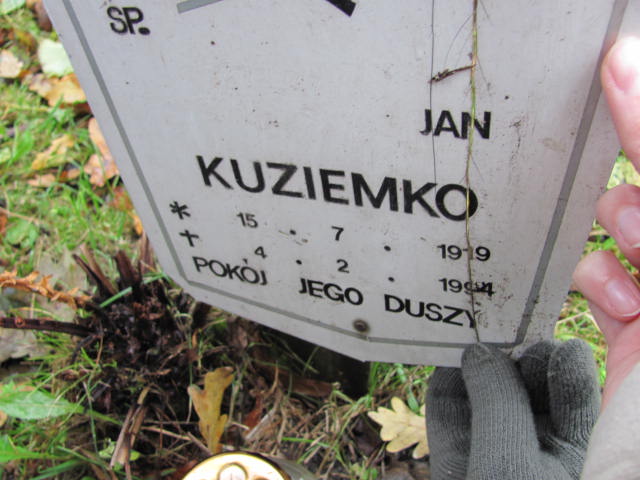 SP.
JAN
KUZIEMKO
* 15 • 7 • 1919
✝ 4 • 2 • 1994
POKÓJ JEGO DUSZY